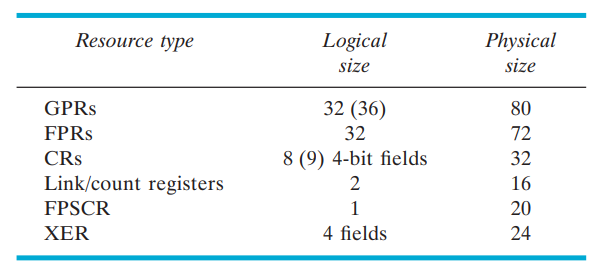 Resource type Logical size Physical size
GPRs 32 (36) 80
FPRs 32 72
CRs 8 (9) 4-bit fields 32
Link/count registers 2 16
FPSCR 1 20
XER 4 fields 24